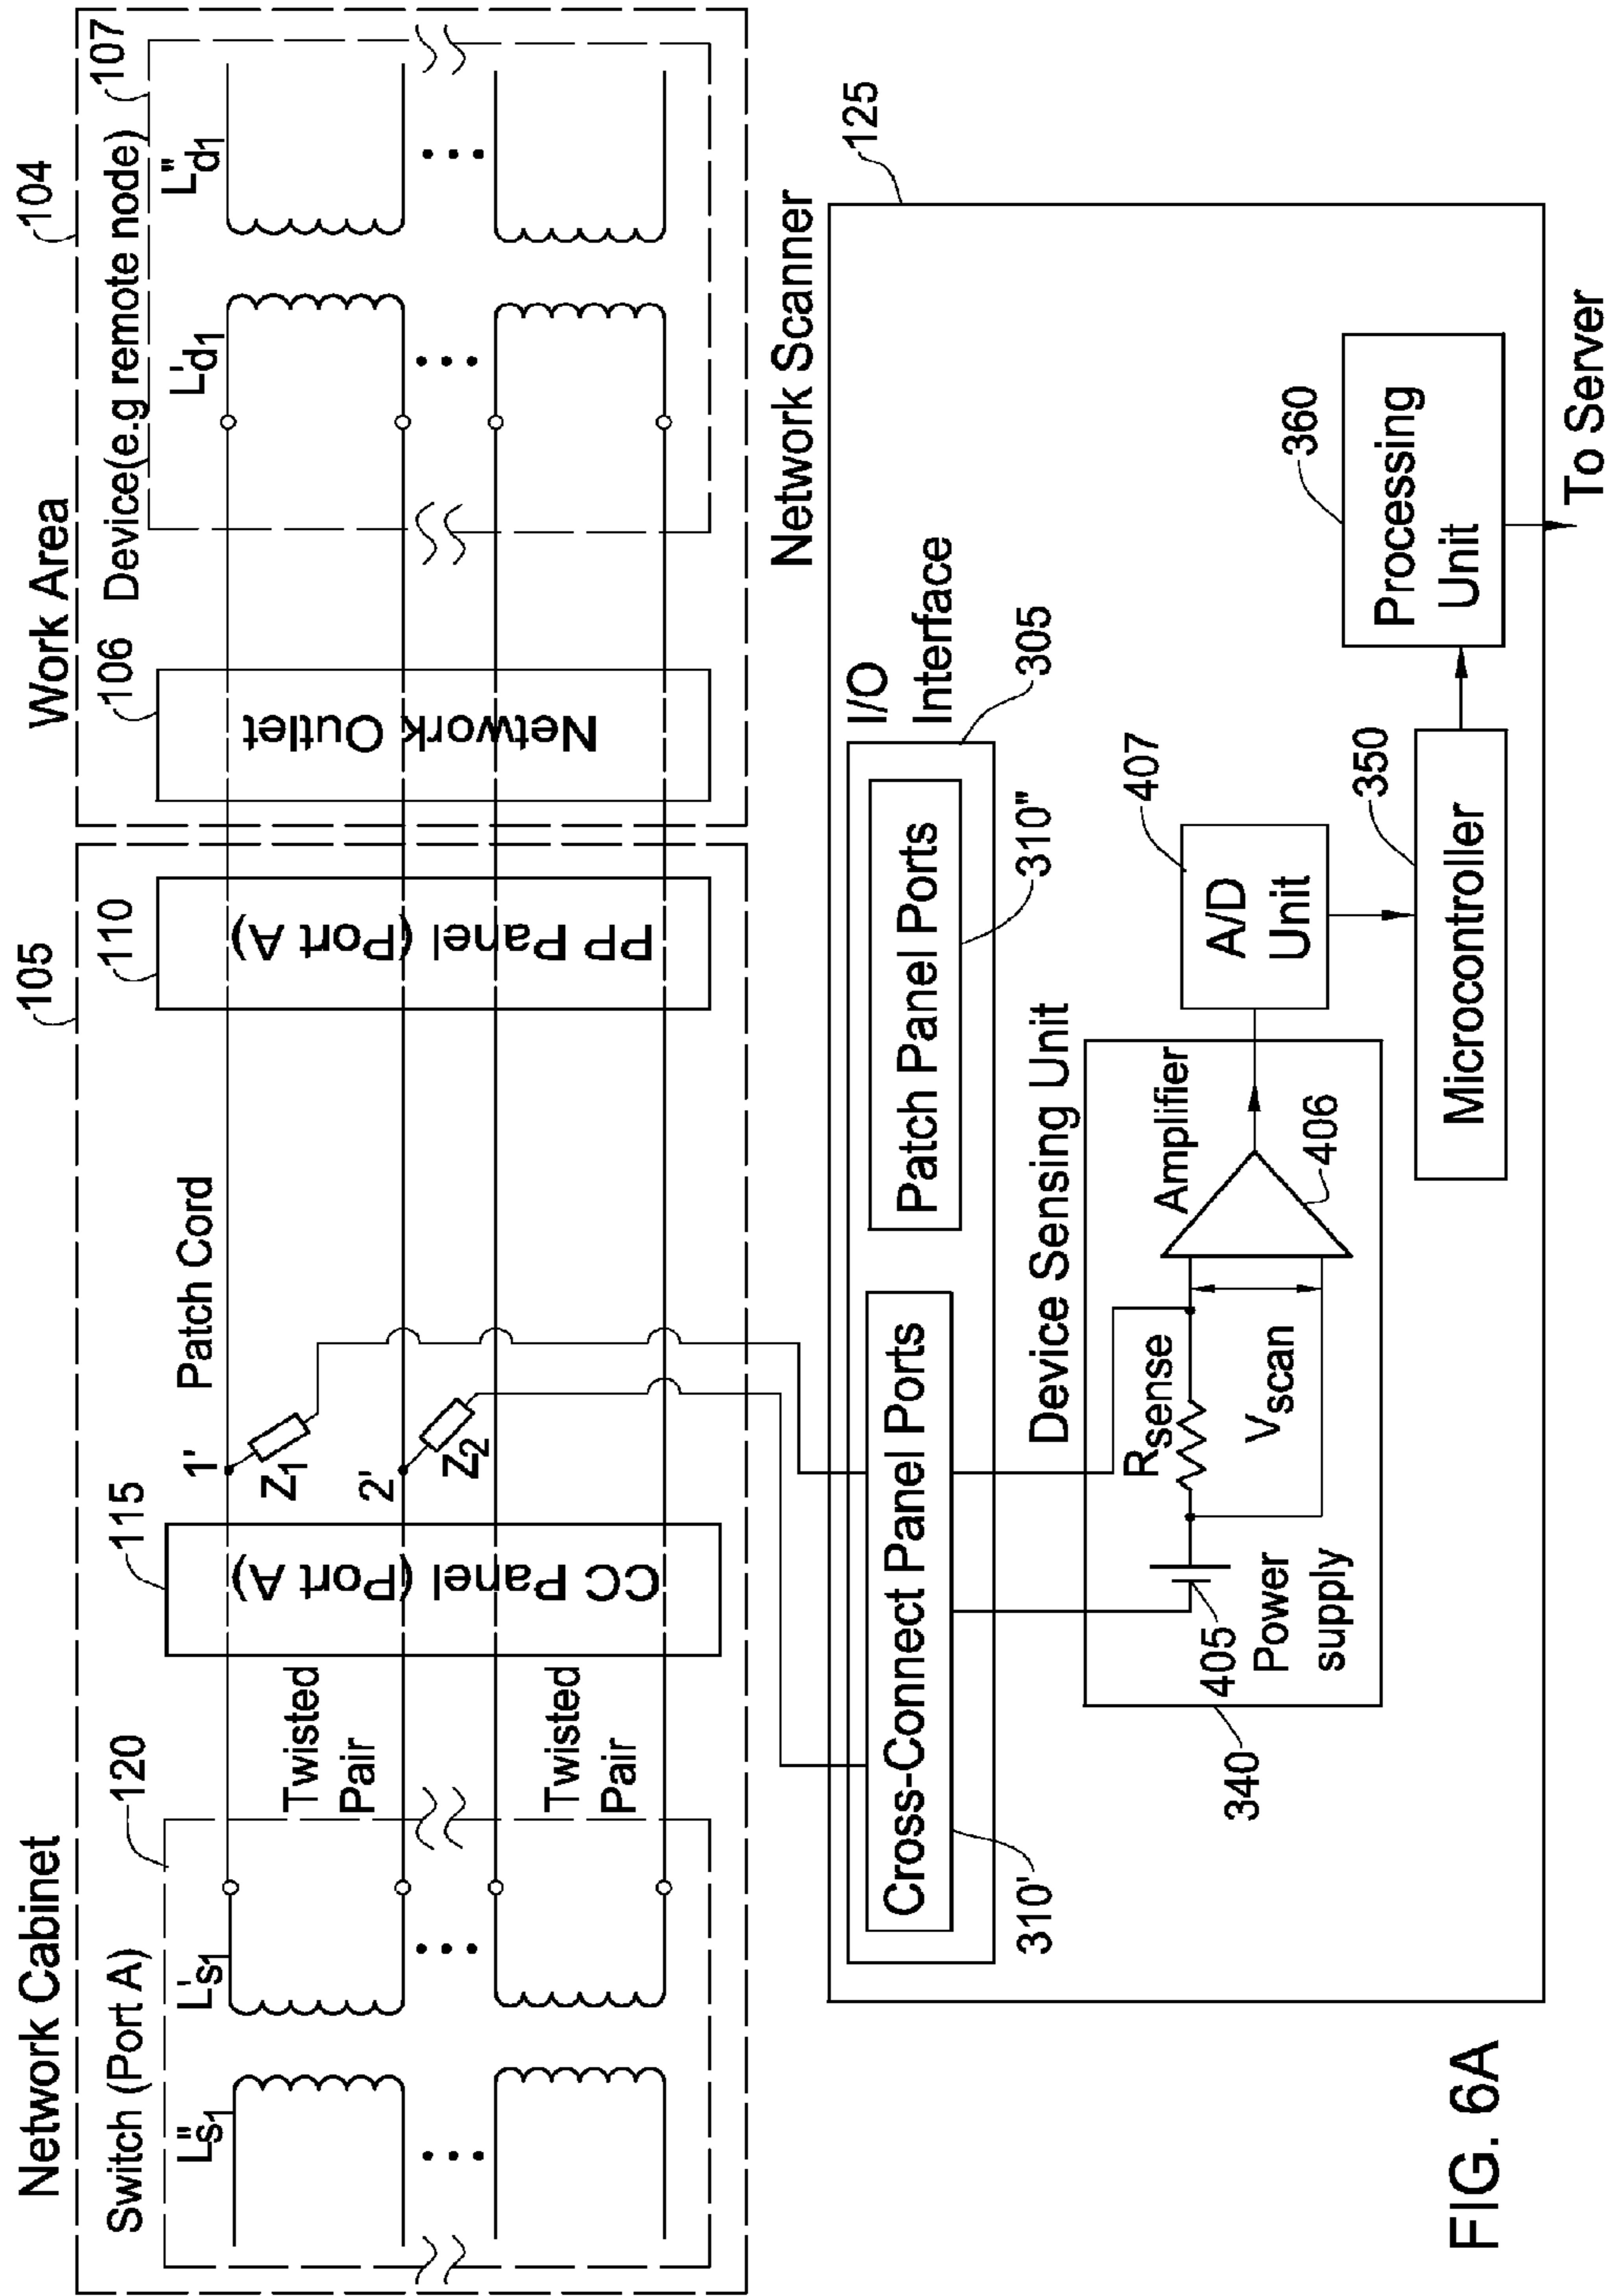 Network Cabinet
105
Work Area
104
Switch (Port A)
120
115
Patch Cord
110
106
Device(e.g remote node)
107
L"s1
L's1
Twisted
Pair
Twisted
Pair
CC Panel (Port A)
1'
Z1
2'
Z2
PP Panel (Port A)
Network Outlet
L'd1
L"d1
Network Scanner
125
I/O
Interface
305
Cross-Connect Panel Ports
310'
Patch Panel Ports
310"
Device Sensing Unit
340
405
Power
supply
Rsense
Vscan
Amplifier
406
A/D
Unit
407
Microcontroller
350
Processing
Unit
360
To Server
FIG. 6A